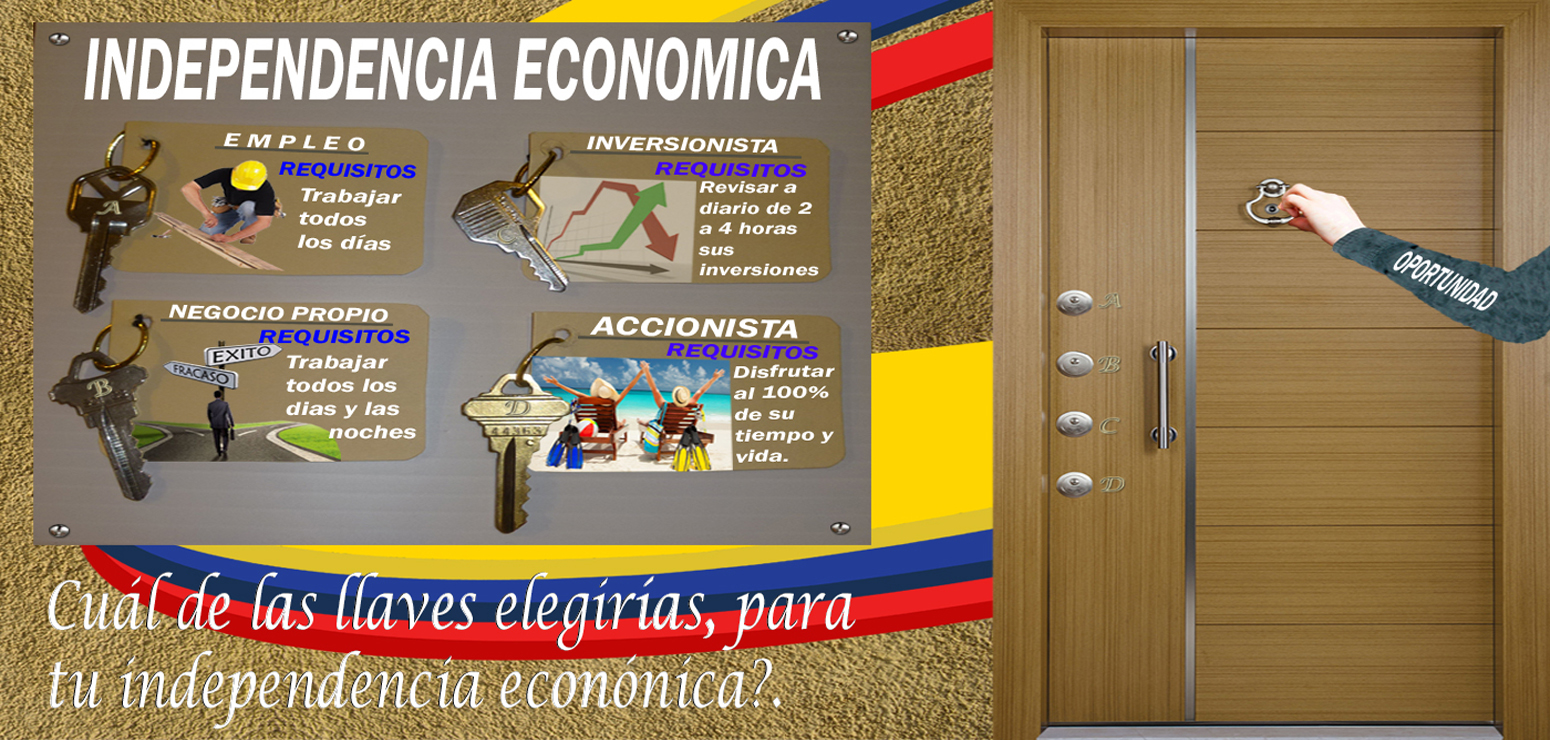 INDEPENDENCIA ECONOMICA
EMPLEO
REQUISITOS
Trabajar
todos
los días
A
INVERSIONISTA
REQUISITOS
Revisar a
diario de 2
a 4 horas
sus
inversiones
C
NEGOCIO PROPIO
REQUISITOS
Trabajar
todos los
dias y las
noches
EXITO
FRACASO
B
ACCIONISTA
REQUISITOS
Disfrutar
al 100%
de su
tiempo y
vida.
D
Cuál de las llaves elegirías, para
tu independencia econónica?.
OPORTUNIDAD
A
B
C
D